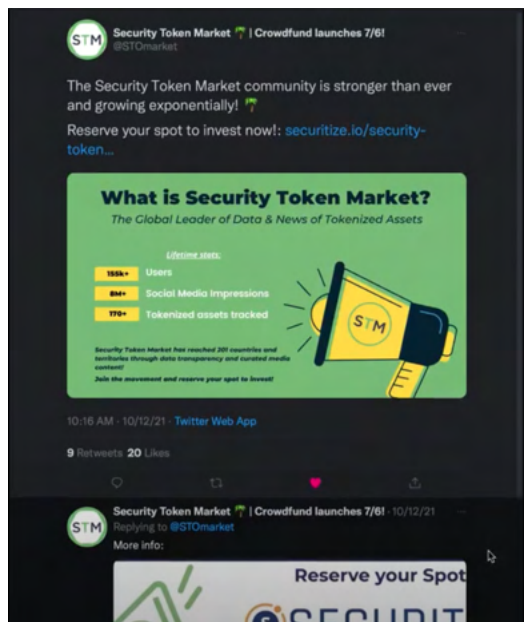 Security Token Market 🌴 | Crowdfund launches 7/6!
@STOmarket
STM
The Security Token Market community is stronger than ever
and growing exponentially! 🌴
Reserve your spot to invest now!: securitize.io/security-
token...
What is Security Token Market?
The Global Leader of Data & News of Tokenized Assets
Lifetime stats:
155k+ Users
8M+ Social Media Impressions
170+ Tokenized assets tracked
STM
Security Token Market has reached 201 countries and
territories through data transparency and curated media
content!
Join the movement and reserve your spot to invest!
10:16 AM · 10/12/21 · Twitter Web App
9 Retweets 20 Likes
Security Token Market 🌴 | Crowdfund launches 7/6! · 10/12/21
STM
Replying to @STOmarket
More info:
Reserve your Spot
SECURIT